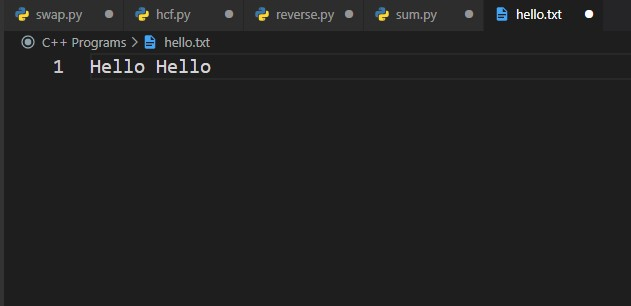 swap.py hcf.py reverse.py sum.py hello.txt
C++ Programs > hello.txt
1 Hello Hello